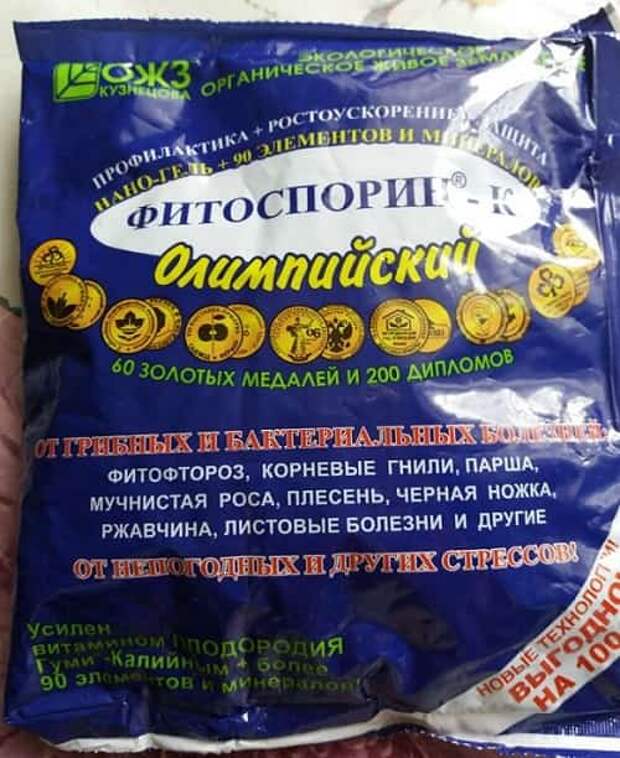 ОЖЗ
КУЗНЕЦОВА
ЭКОЛОГИЧЕСКОЕ
ОРГАНИЧЕСКОЕ ЖИВОЕ ЗЕМЛЕДЕЛИЕ
ПРОФИЛАКТИКА + РОСТОУСКОРЕНИЕ + ЗАЩИТА
НАНО-ГЕЛЬ + 90 ЭЛЕМЕНТОВ И МИНЕРАЛОВ
ФИТОСПОРИН® - К
Олимпийский
60 ЗОЛОТЫХ МЕДАЛЕЙ И 200 ДИПЛОМОВ
ОТ ГРИБНЫХ И БАКТЕРИАЛЬНЫХ БОЛЕЗНЕЙ:
ФИТОФТОРОЗ, КОРНЕВЫЕ ГНИЛИ, ПАРША,
МУЧНИСТАЯ РОСА, ПЛЕСЕНЬ, ЧЕРНАЯ НОЖКА,
РЖАВЧИНА, ЛИСТОВЫЕ БОЛЕЗНИ И ДРУГИЕ
ОТ НЕПОГОДНЫХ И ДРУГИХ СТРЕССОВ!
Усилен
витамином ПЛОДОРОДИЯ
Гуми -Калийным + более
90 элементов и минералов!
НОВЫЕ ТЕХНОЛОГИИ
ВЫГОДНО
НА 100